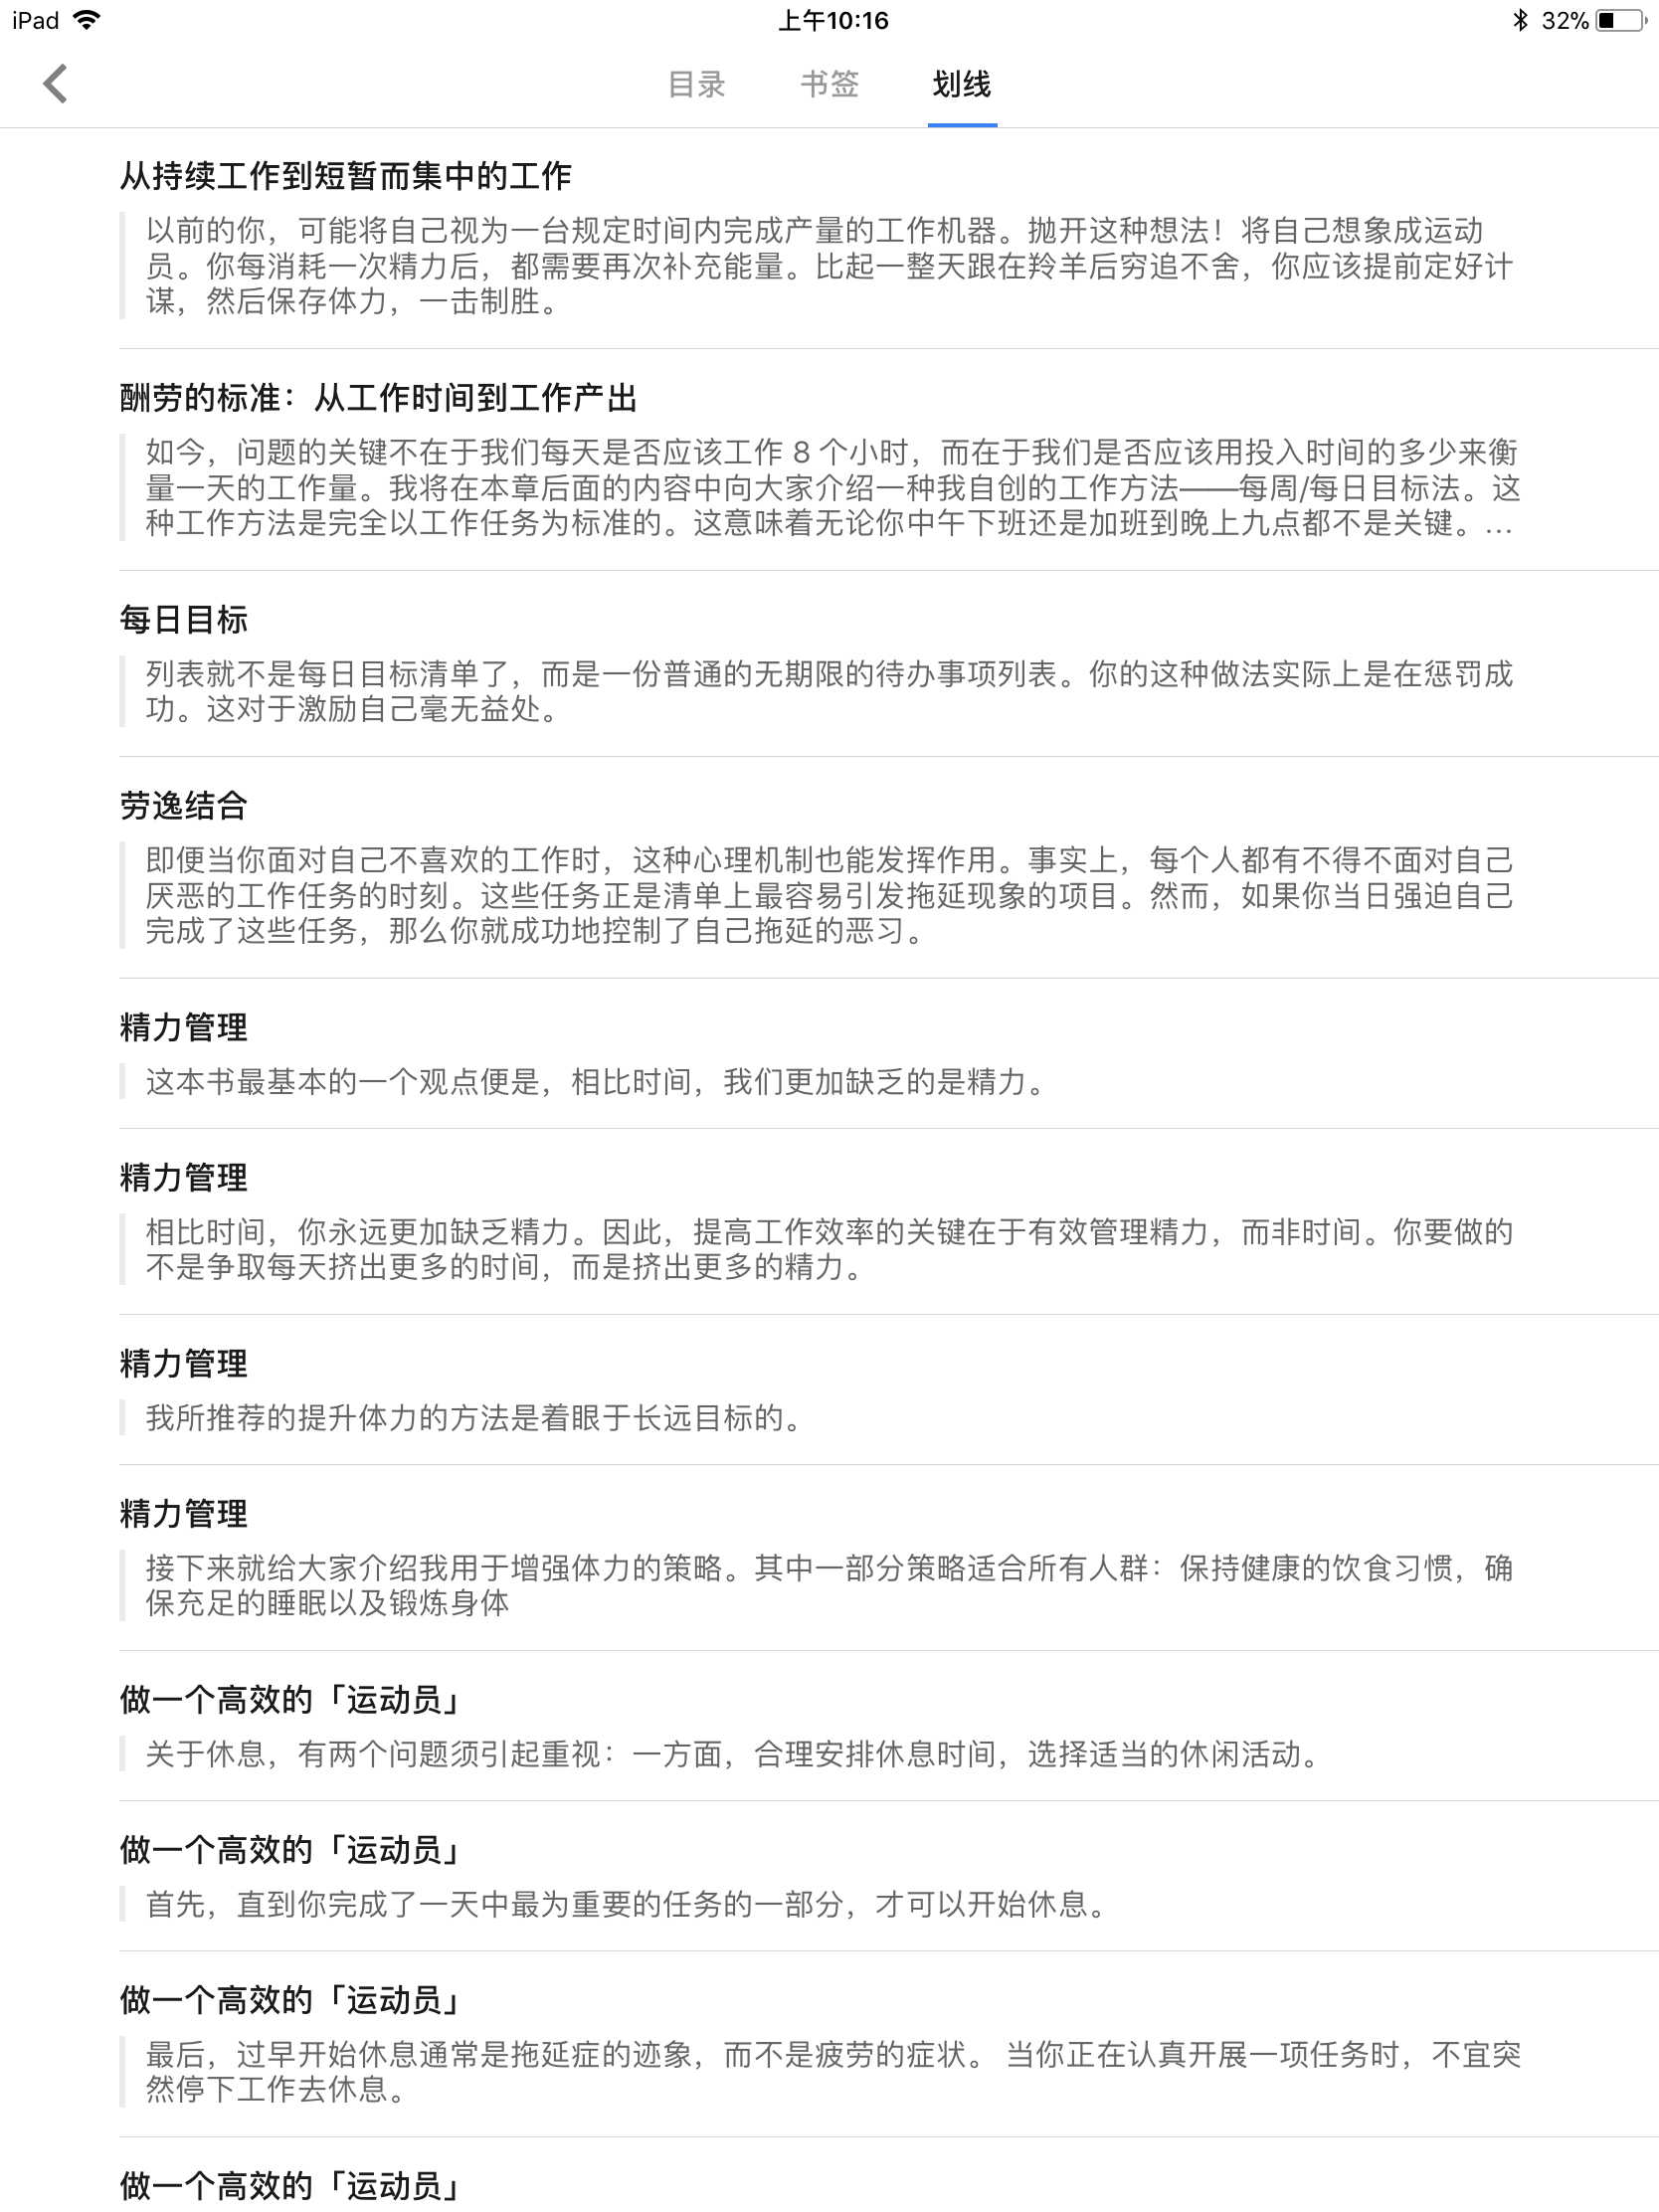 iPad 上午10:16 32%
目录 书签 划线
从持续工作到短暂而集中的工作
以前的你，可能将自己视为一台规定时间内完成产量的工作机器。抛开这种想法！将自己想象成运动
员。你每消耗一次精力后，都需要再次补充能量。比起一整天跟在羚羊后穷追不舍，你应该提前定好计
谋，然后保存体力，一击制胜。
酬劳的标准：从工作时间到工作产出
如今，问题的关键不在于我们每天是否应该工作 8 个小时，而在于我们是否应该用投入时间的多少来衡
量一天的工作量。我将在本章后面的内容中向大家介绍一种我自创的工作方法——每周/每日目标法。这
种工作方法是完全以工作任务为标准的。这意味着无论你中午下班还是加班到晚上九点都不是关键。...
每日目标
列表就不是每日目标清单了，而是一份普通的无期限的待办事项列表。你的这种做法实际上是在惩罚成
功。这对于激励自己毫无益处。
劳逸结合
即便当你面对自己不喜欢的工作时，这种心理机制也能发挥作用。事实上，每个人都有不得不面对自己
厌恶的工作任务的时刻。这些任务正是清单上最容易引发拖延现象的项目。然而，如果你当日强迫自己
完成了这些任务，那么你就成功地控制了自己拖延的恶习。
精力管理
这本书最基本的一个观点便是，相比时间，我们更加缺乏的是精力。
精力管理
相比时间，你永远更加缺乏精力。因此，提高工作效率的关键在于有效管理精力，而非时间。你要做的
不是争取每天挤出更多的时间，而是挤出更多的精力。
精力管理
我所推荐的提升体力的方法是着眼于长远目标的。
精力管理
接下来就给大家介绍我用于增强体力的策略。其中一部分策略适合所有人群：保持健康的饮食习惯，确
保充足的睡眠以及锻炼身体
做一个高效的「运动员」
关于休息，有两个问题须引起重视：一方面，合理安排休息时间，选择适当的休闲活动。
做一个高效的「运动员」
首先，直到你完成了一天中最为重要的任务的一部分，才可以开始休息。
做一个高效的「运动员」
最后，过早开始休息通常是拖延症的迹象，而不是疲劳的症状。 当你正在认真开展一项任务时，不宜突
然停下工作去休息。
做一个高效的「运动员」